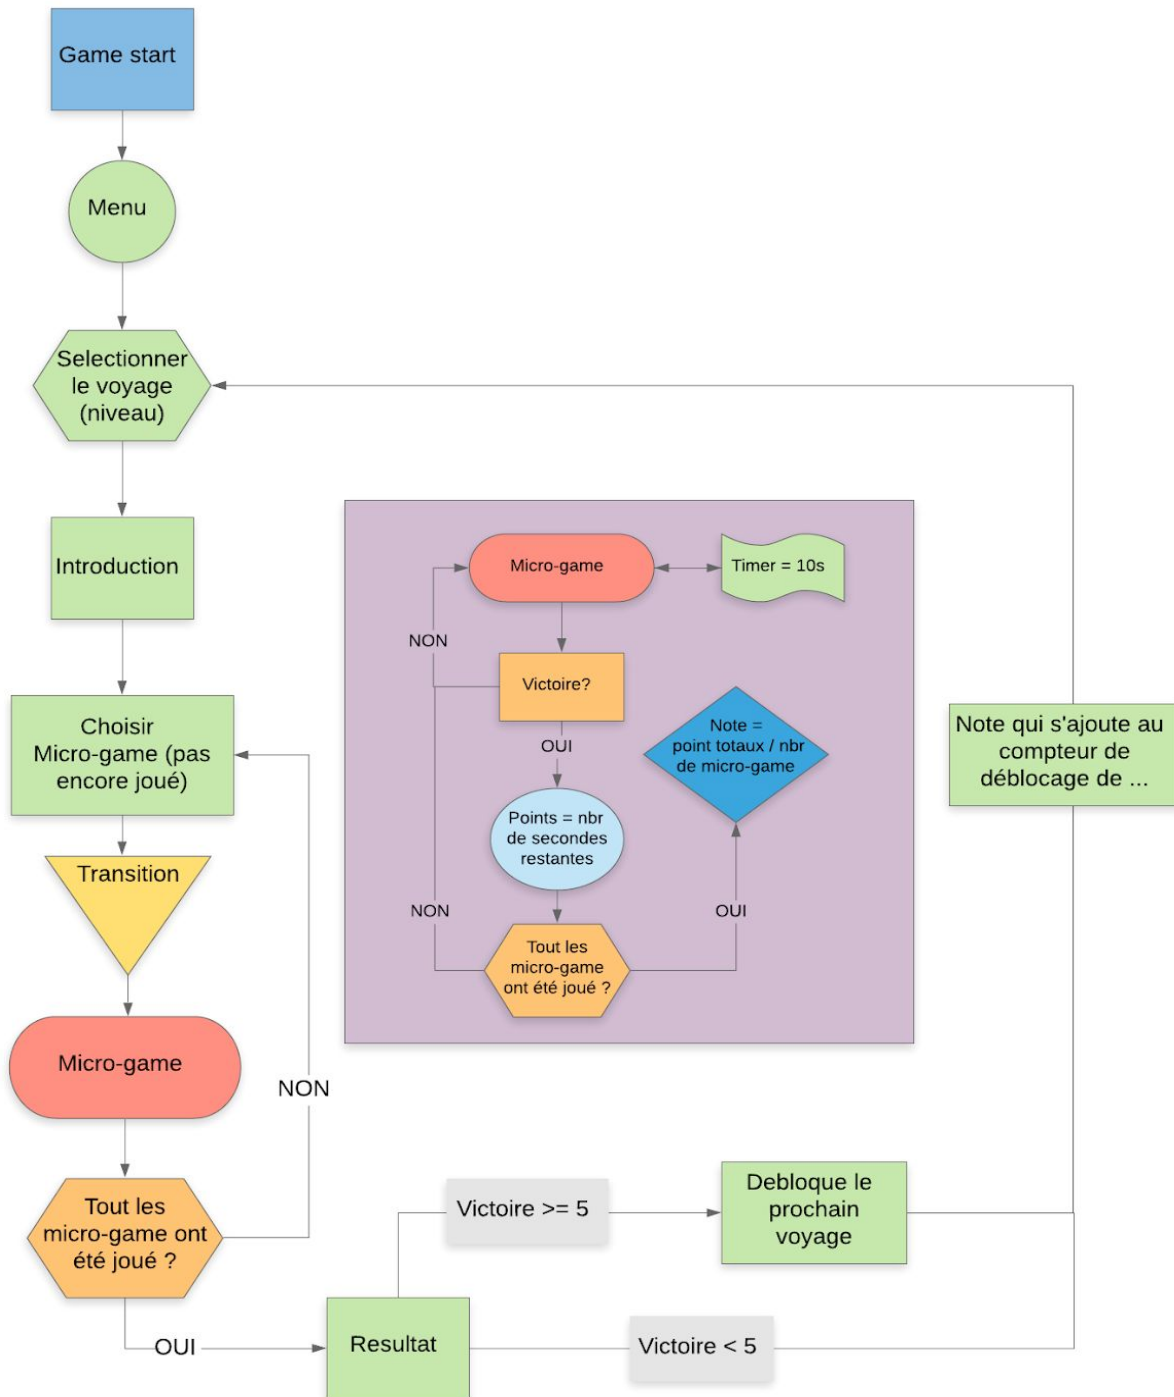 Game start
Menu
Selectionner
le voyage
(niveau)
Introduction
Choisir
Micro-game (pas
encore joué)
Transition
Micro-game
NON
Tout les
micro-game ont
été joué ?
OUI
Resultat
Victoire >= 5
Victoire < 5
Debloque le
prochain
voyage
Note qui s'ajoute au
compteur de
déblocage de ...
Micro-game
Timer = 10s
NON
Victoire?
OUI
Points = nbr
de secondes
restantes
NON
Tout les
micro-game
ont été joué ?
OUI
Note =
point totaux / nbr
de micro-game